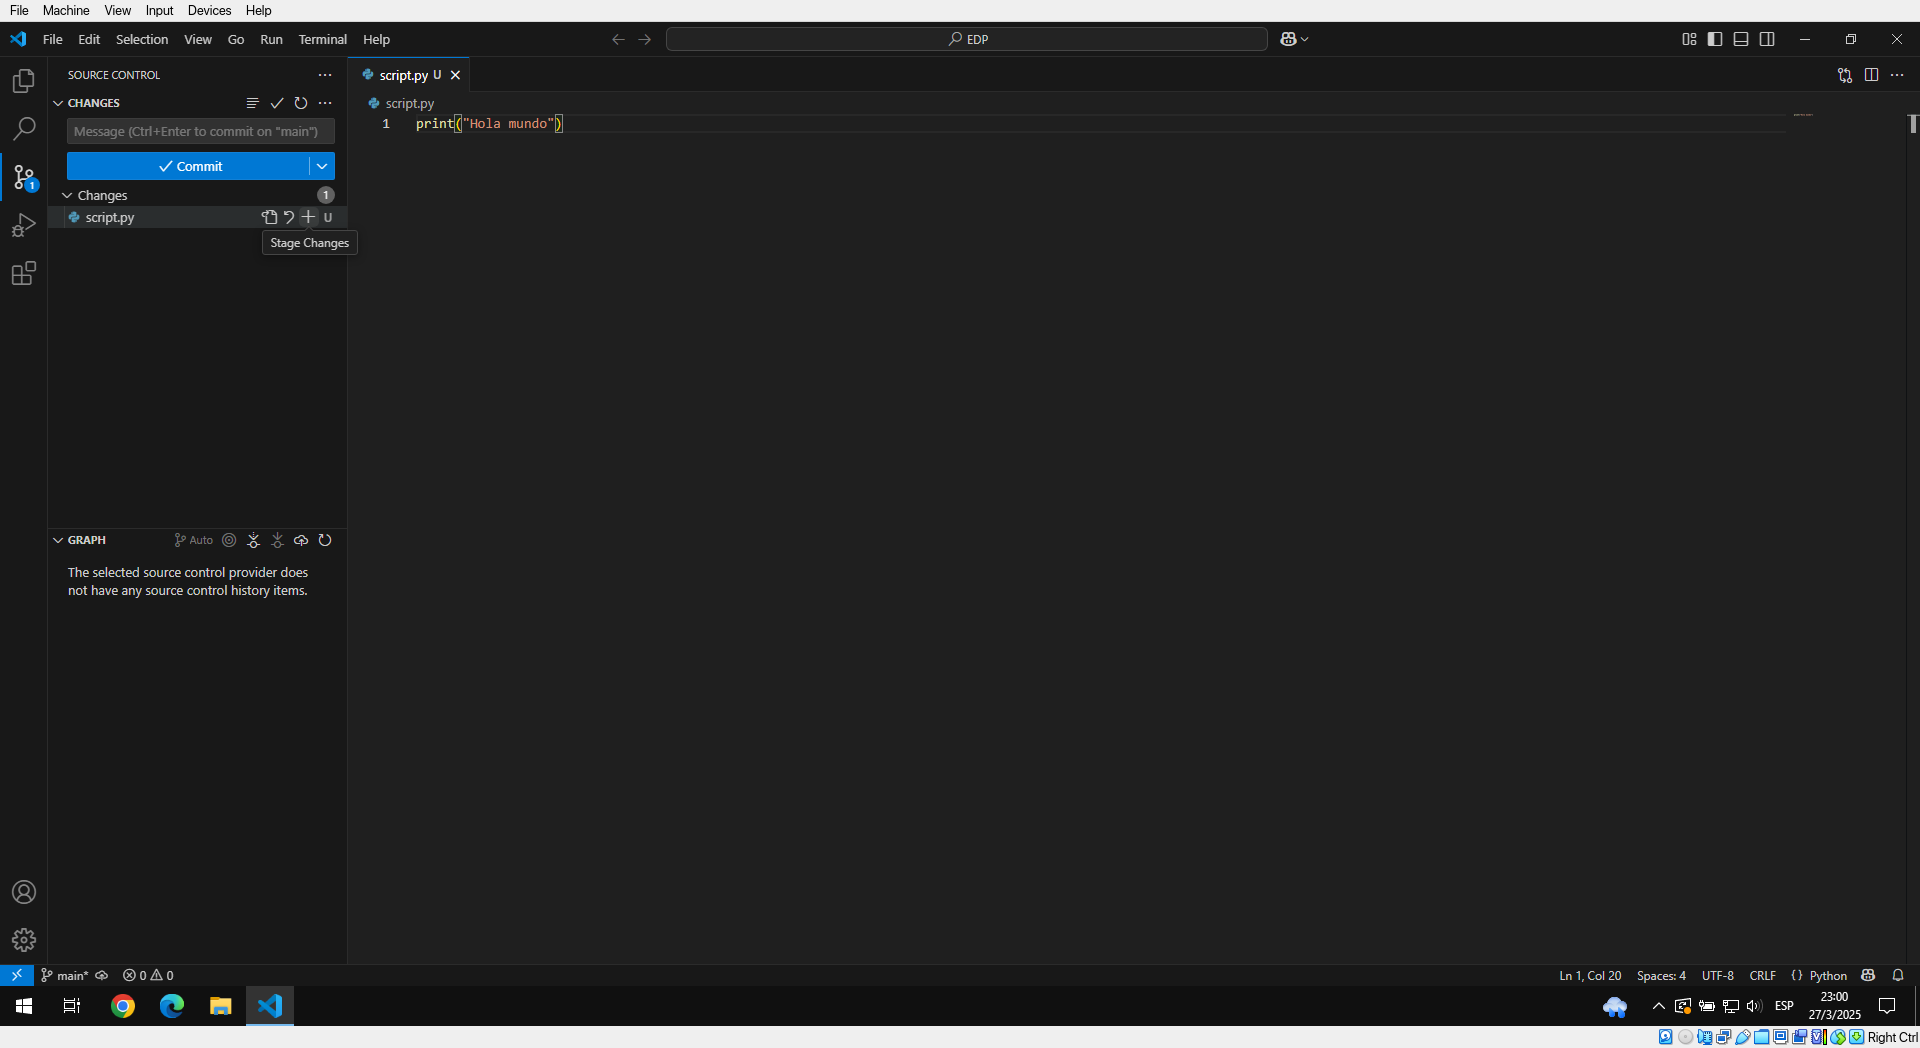 File Machine View Input Devices Help
File Edit Selection View Go Run Terminal Help
EDP
SOURCE CONTROL
script.py U
CHANGES
script.py
Message (Ctrl+Enter to commit on "main")
1 print("Hola mundo")
Commit
1
Changes 1
script.py U
Stage Changes
GRAPH Auto
The selected source control provider does
not have any source control history items.
main* 0 0 Ln 1, Col 20 Spaces: 4 UTF-8 CRLF {} Python
ESP
23:00
27/3/2025
Right Ctrl